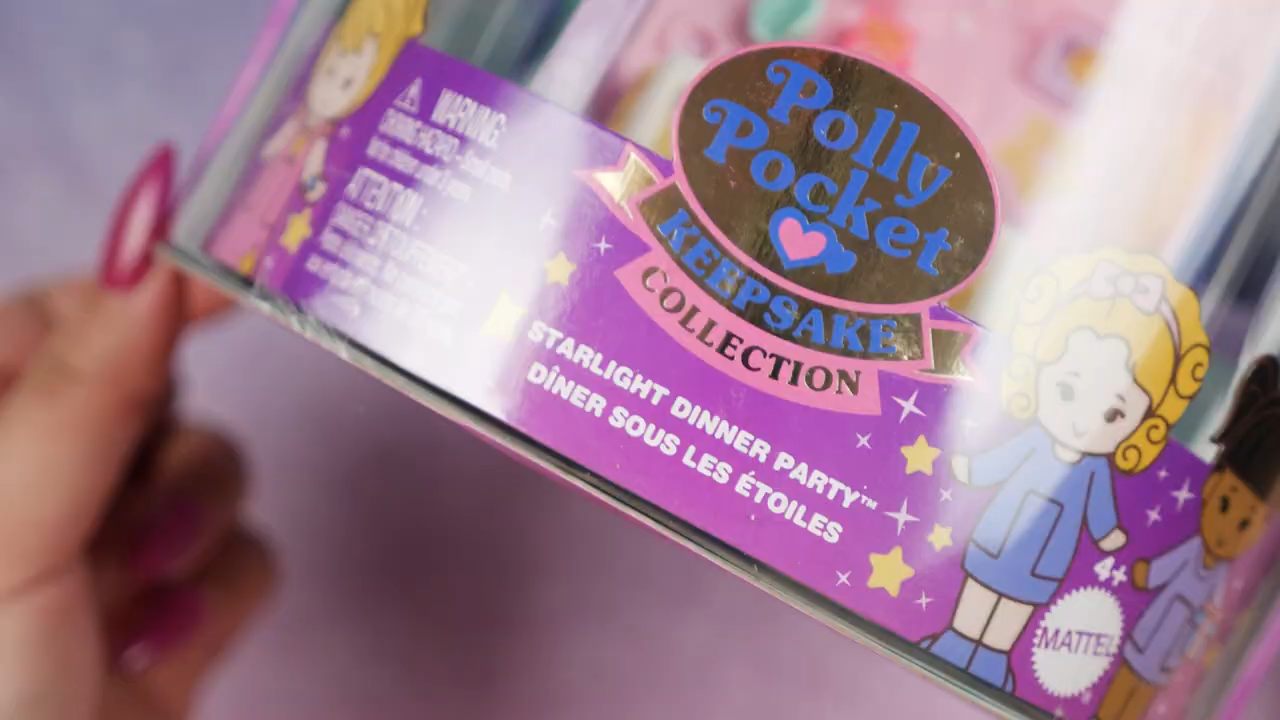 WARNING:
ATTENTION :
Polly
Pocket
KEEPSAKE
COLLECTION
STARLIGHT DINNER PARTY™
DÎNER SOUS LES ÉTOILES
4+
MATTEL